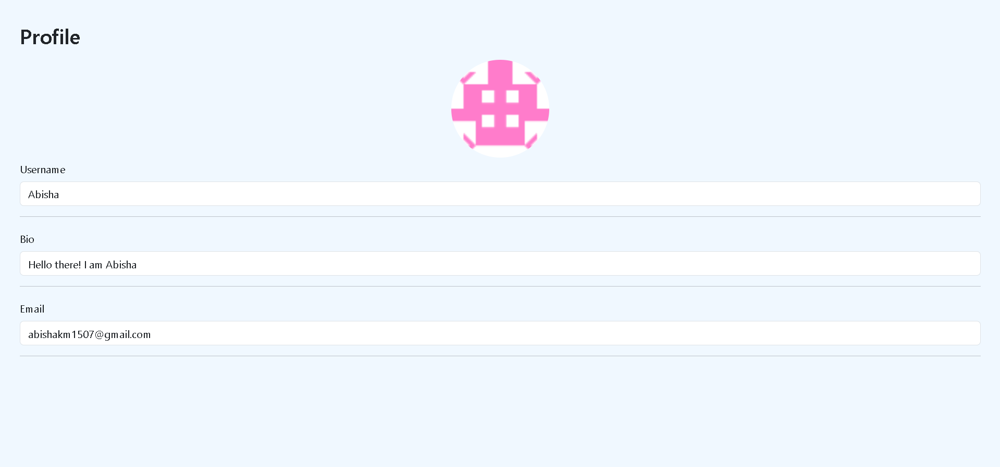 Profile
Username
Abisha
Bio
Hello there! I am Abisha
Email
abishakm1507@gmail.com